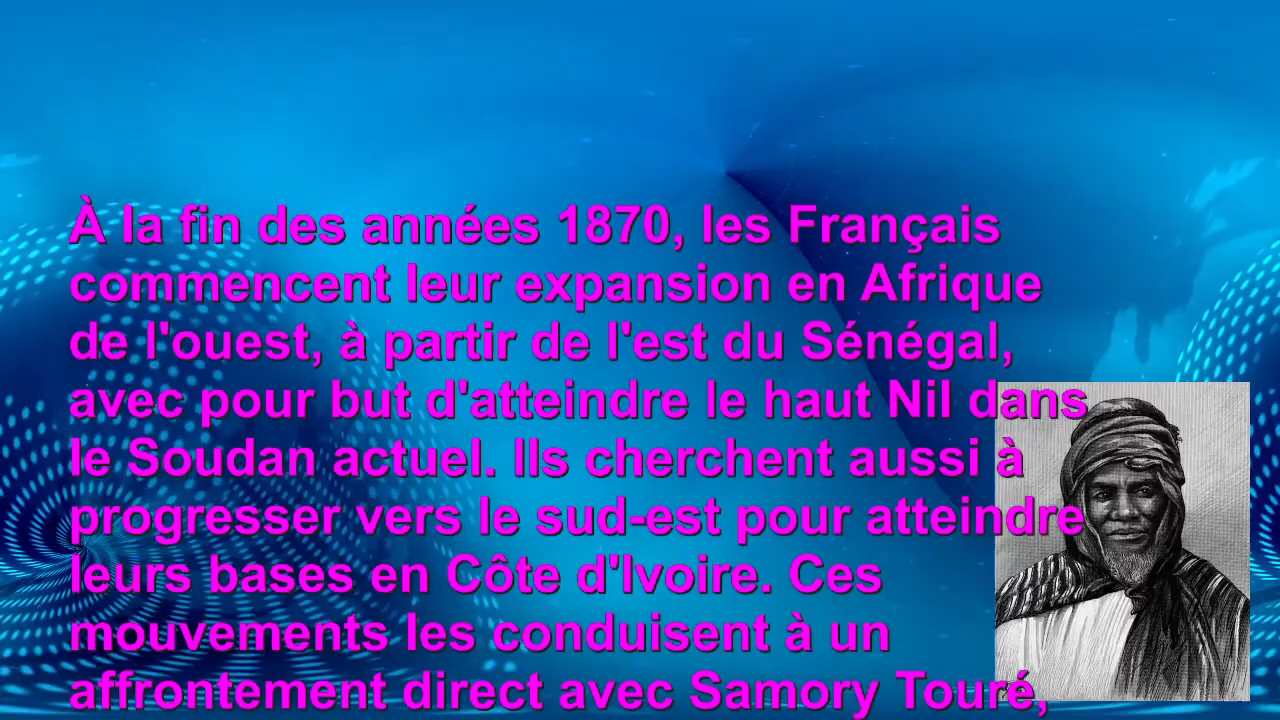 À la fin des années 1870, les Français
commencent leur expansion en Afrique
de l'ouest, à partir de l'est du Sénégal,
avec pour but d'atteindre le haut Nil dans
le Soudan actuel. Ils cherchent aussi à
progresser vers le sud-est pour atteindre
leurs bases en Côte d'Ivoire. Ces
mouvements les conduisent à un
affrontement direct avec Samory Touré,